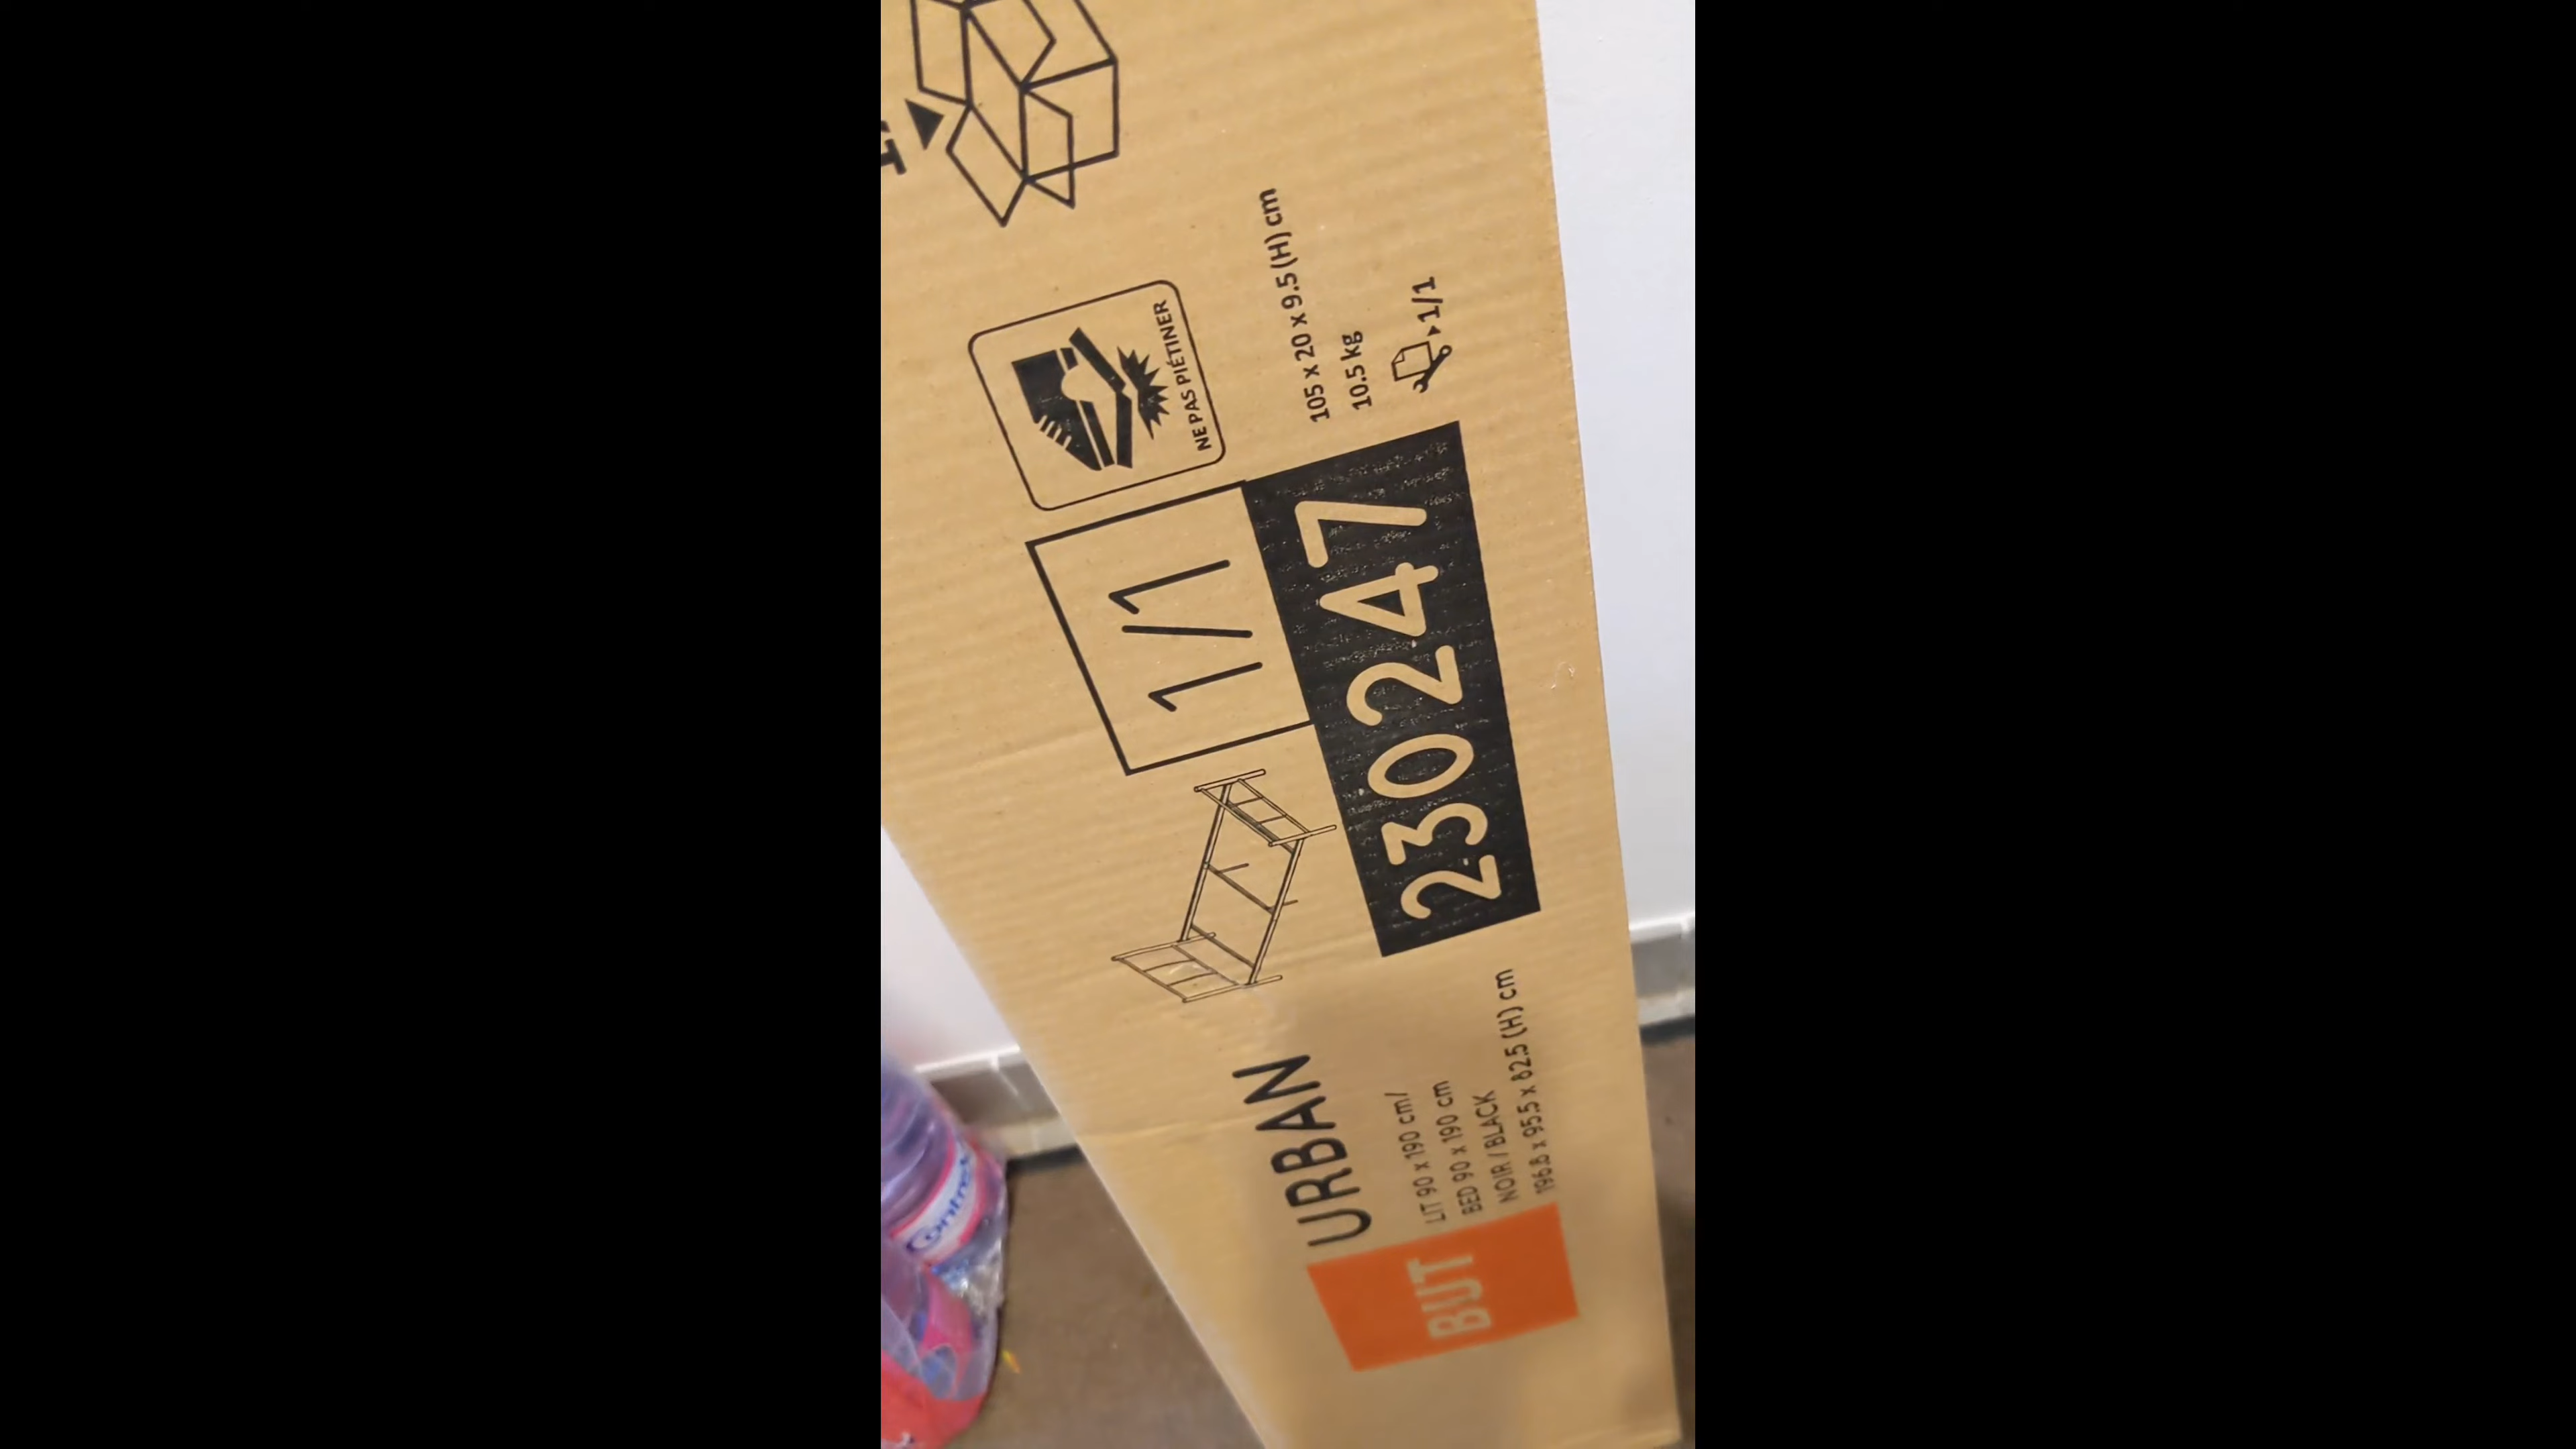 BUT
URBAN
LIT 90 x 190 cm/
BED 90 x 190 cm
NOIR / BLACK
196.8 x 95.5 x 82.5 (H) cm
230247
1/1
NE PAS PIÉTINER
105 x 20 x 9.5 (H) cm
10.5 kg
1/1